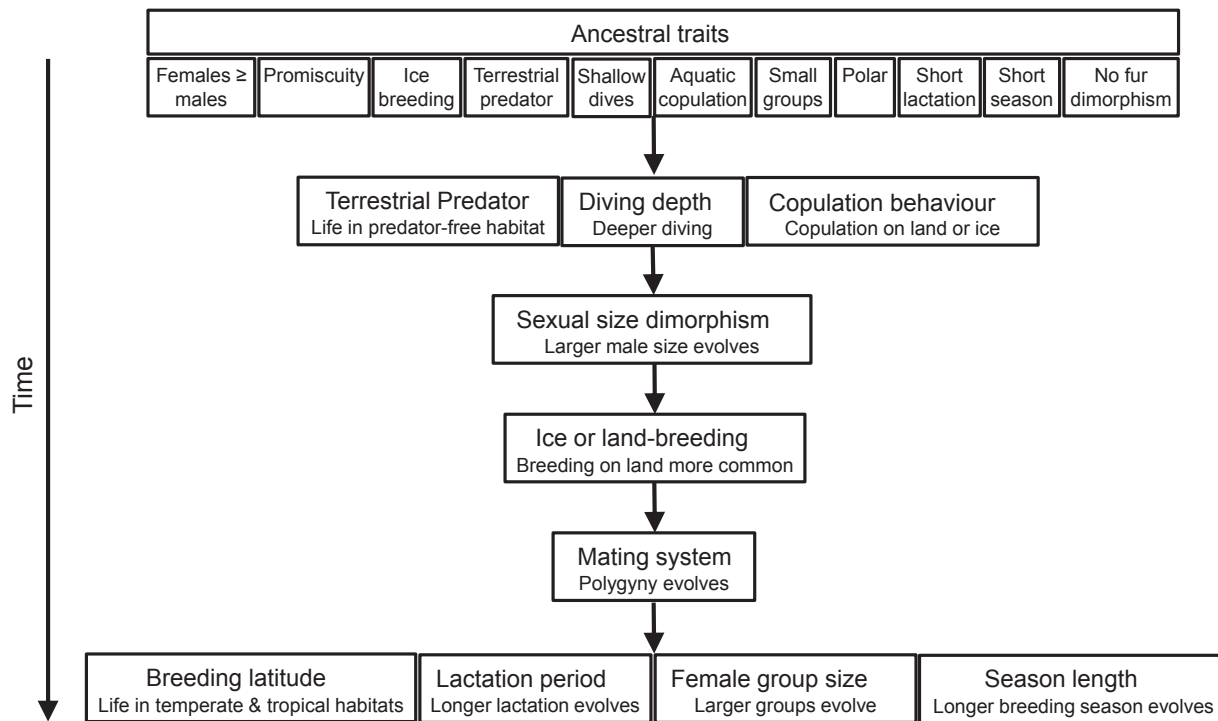 Ancestral traits
Females ≥
males
Promiscuity
Ice
breeding
Terrestrial
predator
Shallow
dives
Aquatic
copulation
Small
groups
Polar
Short
lactation
Short
season
No fur
dimorphism
Time
Terrestrial Predator
Life in predator-free habitat
Diving depth
Deeper diving
Copulation behaviour
Copulation on land or ice
Sexual size dimorphism
Larger male size evolves
Ice or land-breeding
Breeding on land more common
Mating system
Polygyny evolves
Breeding latitude
Life in temperate & tropical habitats
Lactation period
Longer lactation evolves
Female group size
Larger groups evolve
Season length
Longer breeding season evolves